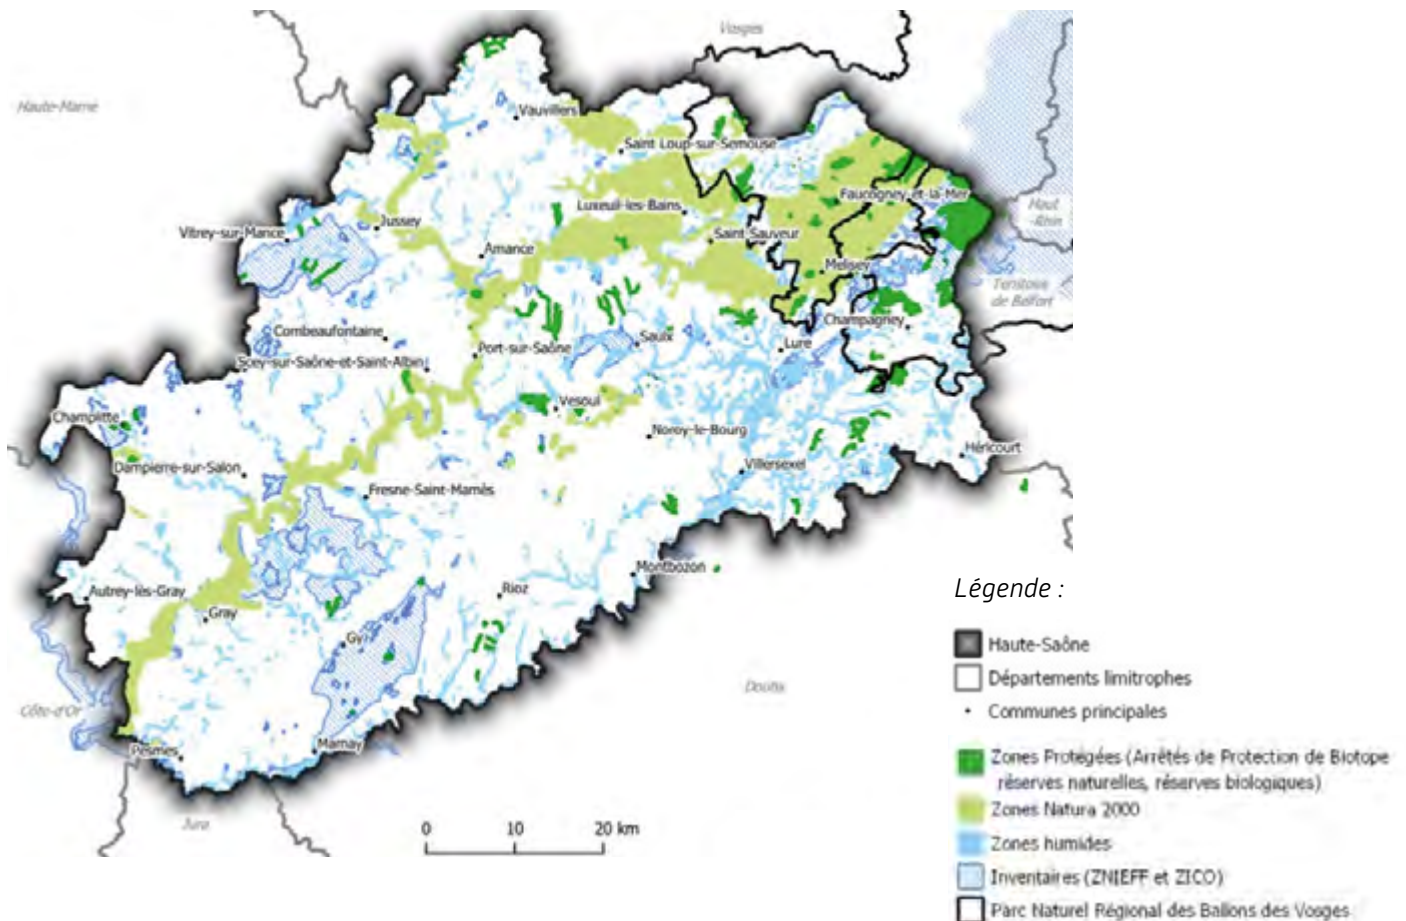 Vosges
Haute-Marne
Vauvillers
Saint Loup-sur-Semouse
Faucogney-et-la-Mer
Haut
-Rhin
Luxeuil-les-Bains
Jussey
Vitrey-sur-Mance
Saint Sauveur
Amance
Melisey
Territoire
de Belfort
Champagney
Combeaufontaine
Saulx
Lure
Port-sur-Saône
Scey-sur-Saône-et-Saint-Albin
Vesoul
Champlitte
Noroy-le-Bourg
Héricourt
Dampierre-sur-Salon
Villersexel
Fresne-Saint-Mamès
Montbozon
Autrey-lès-Gray
Rioz
Gray
Gy
Doubs
Côte-d'Or
Pesmes
Marnay
Jura
0 10 20 km
Légende :
Haute-Saône
Départements limitrophes
Communes principales
Zones Protégées (Arrêtés de Protection de Biotope
réserves naturelles, réserves biologiques)
Zones Natura 2000
Zones humides
Inventaires (ZNIEFF et ZICO)
Parc Naturel Régional des Ballons des Vosges